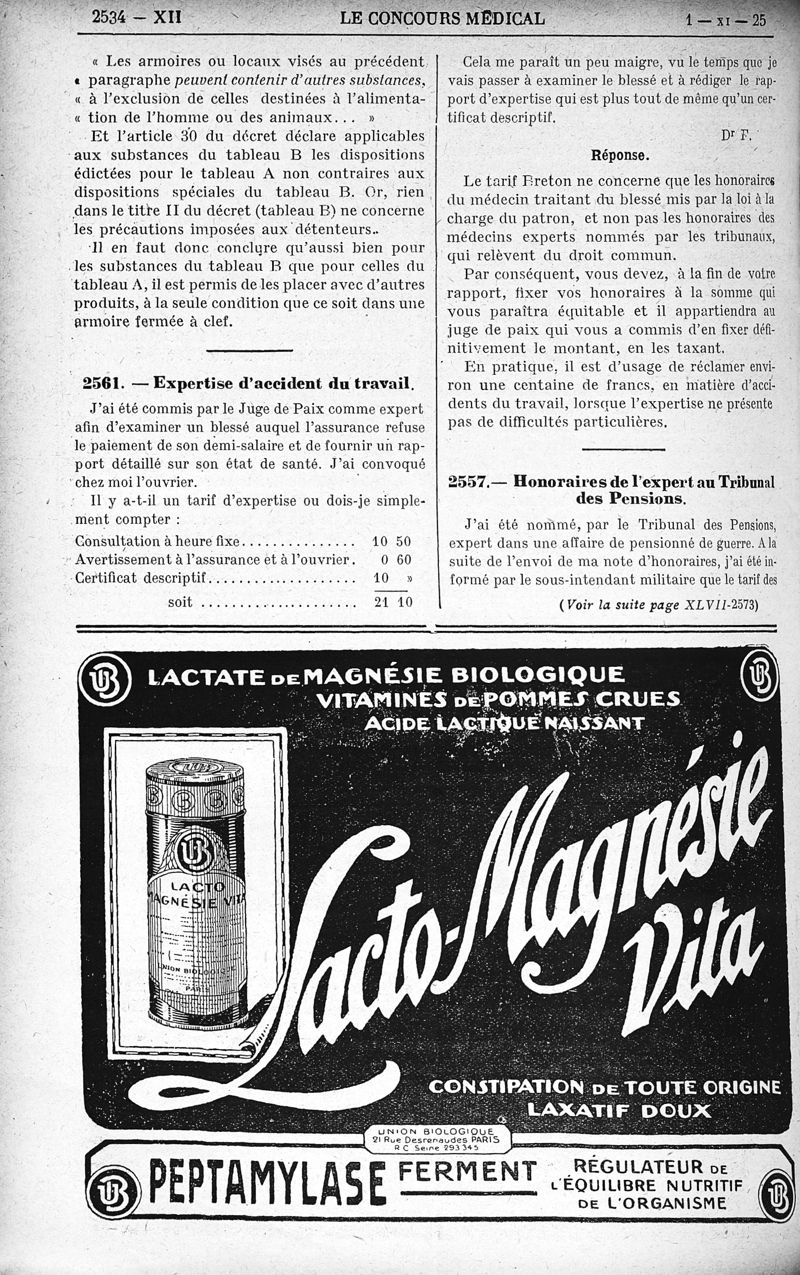 2534 — XII
LE CONCOURS MÉDICAL
1 — XI — 25
« Les armoires ou locaux visés au précédent
« paragraphe peuvent contenir d'autres substances,
« à l'exclusion de celles destinées à l'alimenta-
« tion de l'homme ou des animaux... »
Et l'article 30 du décret déclare applicables
aux substances du tableau B les dispositions
édictées pour le tableau A non contraires aux
dispositions spéciales du tableau B. Or, rien
dans le titre II du décret (tableau B) ne concerne
les précautions imposées aux détenteurs..
Il en faut donc conclure qu'aussi bien pour
les substances du tableau B que pour celles du
tableau A, il est permis de les placer avec d'autres
produits, à la seule condition que ce soit dans une
armoire fermée à clef.
2561. — Expertise d'accident du travail.
J'ai été commis par le Juge de Paix comme expert
afin d'examiner un blessé auquel l'assurance refuse
le paiement de son demi-salaire et de fournir un rap-
port détaillé sur son état de santé. J'ai convoqué
chez moi l'ouvrier.
Il y a-t-il un tarif d'expertise ou dois-je simple-
ment compter :
Consultation à heure fixe............... 10 50
Avertissement à l'assurance et à l'ouvrier. 0 60
Certificat descriptif.................... 10 »
soit ..................... 21 10
Cela me paraît un peu maigre, vu le temps que je
vais passer à examiner le blessé et à rédiger le rap-
port d'expertise qui est plus tout de même qu'un cer-
tificat descriptif.
Dr F.
Réponse.
Le tarif Breton ne concerne que les honoraires
du médecin traitant du blessé mis par la loi à la
charge du patron, et non pas les honoraires des
médecins experts nommés par les tribunaux,
qui relèvent du droit commun.
Par conséquent, vous devez, à la fin de votre
rapport, fixer vos honoraires à la somme qui
vous paraîtra équitable et il appartiendra au
juge de paix qui vous a commis d'en fixer défi-
nitivement le montant, en les taxant.
En pratique, il est d'usage de réclamer envi-
ron une centaine de francs, en matière d'acci-
dents du travail, lorsque l'expertise ne présente
pas de difficultés particulières.
2557.— Honoraires de l'expert au Tribunal
des Pensions.
J'ai été nommé, par le Tribunal des Pensions,
expert dans une affaire de pensionné de guerre. A la
suite de l'envoi de ma note d'honoraires, j'ai été in-
formé par le sous-intendant militaire que le tarif des
(Voir la suite page XLVII-2573)
UB
LACTATE DE MAGNÉSIE BIOLOGIQUE
VITAMINES DE POMMES CRUES
ACIDE LACTIQUE NAISSANT
UB
UB
LACTO
MAGNÉSIE VITA
UNION BIOLOGIQUE
PARIS
Lacto-Magnésie
Vita
CONSTIPATION DE TOUTE ORIGINE
LAXATIF DOUX
UNION BIOLOGIQUE
21 Rue Desrenaudes PARIS
R C Seine 293345
UB
PEPTAMYLASE
FERMENT
RÉGULATEUR DE
L'ÉQUILIBRE NUTRITIF
DE L'ORGANISME
UB